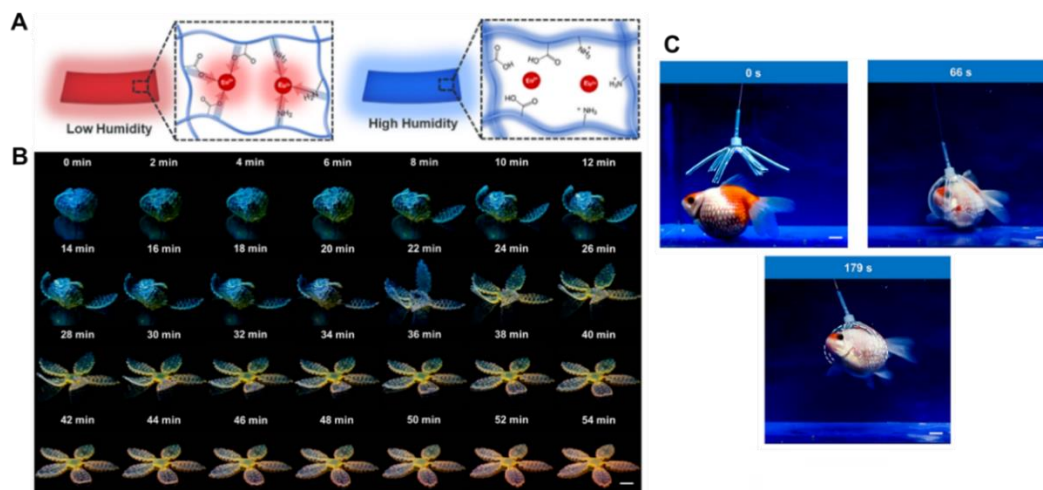 A
Low Humidity
High Humidity
B
0 min 2 min 4 min 6 min 8 min 10 min 12 min
14 min 16 min 18 min 20 min 22 min 24 min 26 min
28 min 30 min 32 min 34 min 36 min 38 min 40 min
42 min 44 min 46 min 48 min 50 min 52 min 54 min
C
0 s 66 s
179 s